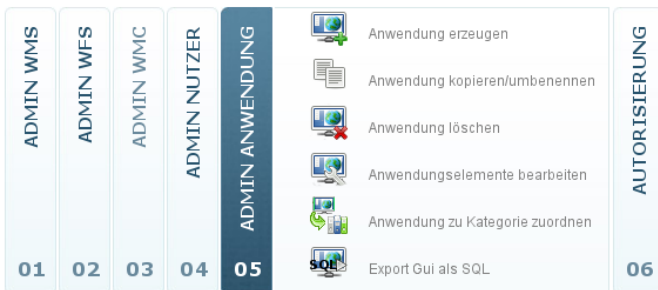 ADMIN WMS
01
ADMIN WFS
02
ADMIN WMC
03
ADMIN NUTZER
04
ADMIN ANWENDUNG
05
Anwendung erzeugen
Anwendung kopieren/umbenennen
Anwendung löschen
Anwendungselemente bearbeiten
Anwendung zu Kategorie zuordnen
SQL
Export Gui als SQL
AUTORISIERUNG
06